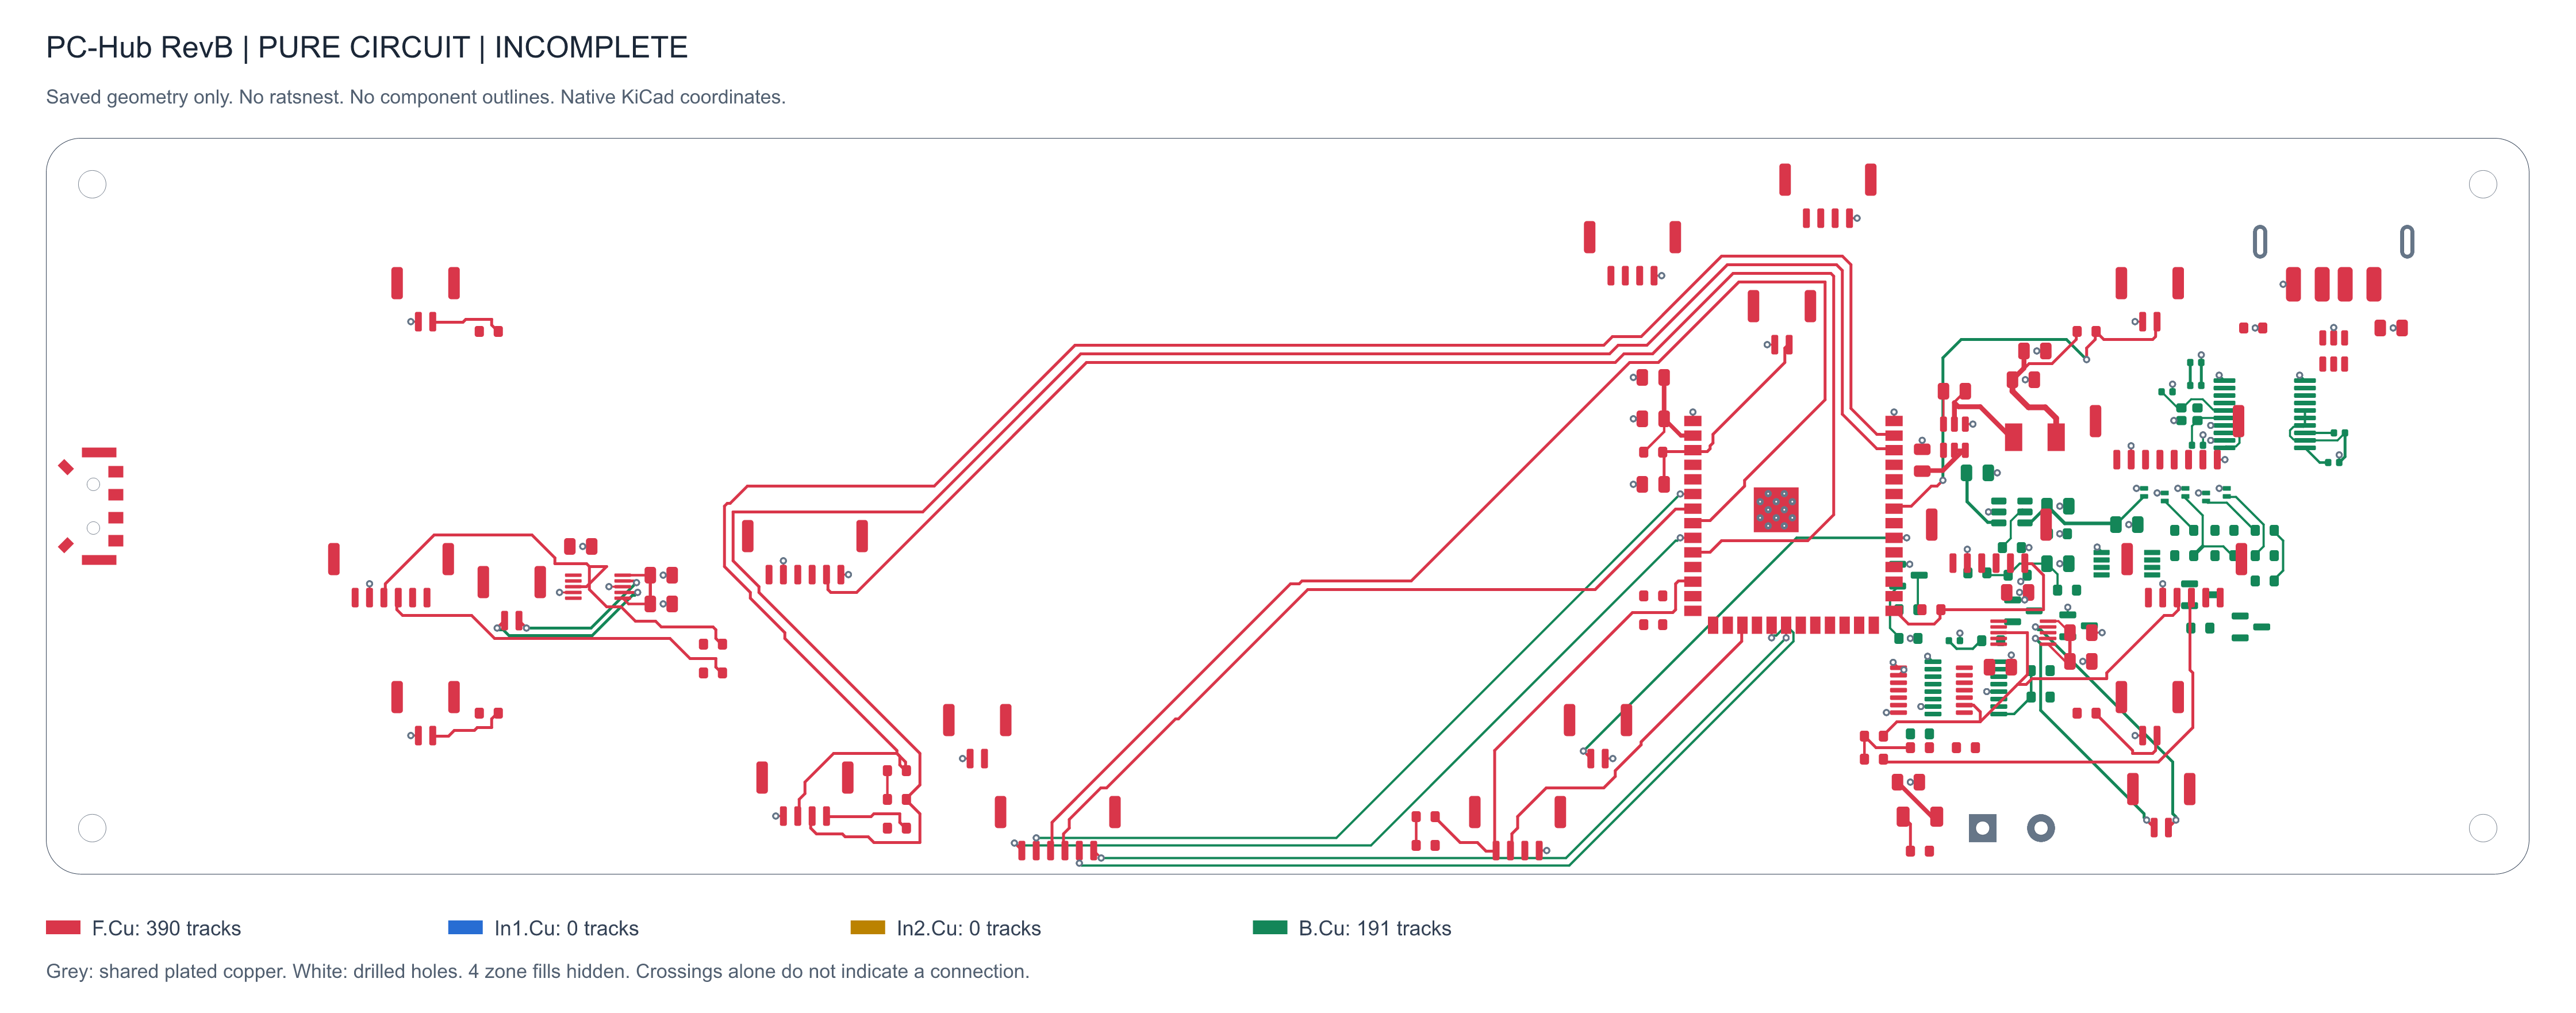 PC-Hub RevB | PURE CIRCUIT | INCOMPLETE
Saved geometry only. No ratsnest. No component outlines. Native KiCad coordinates.
F.Cu: 390 tracks
In1.Cu: 0 tracks
In2.Cu: 0 tracks
B.Cu: 191 tracks
Grey: shared plated copper. White: drilled holes. 4 zone fills hidden. Crossings alone do not indicate a connection.